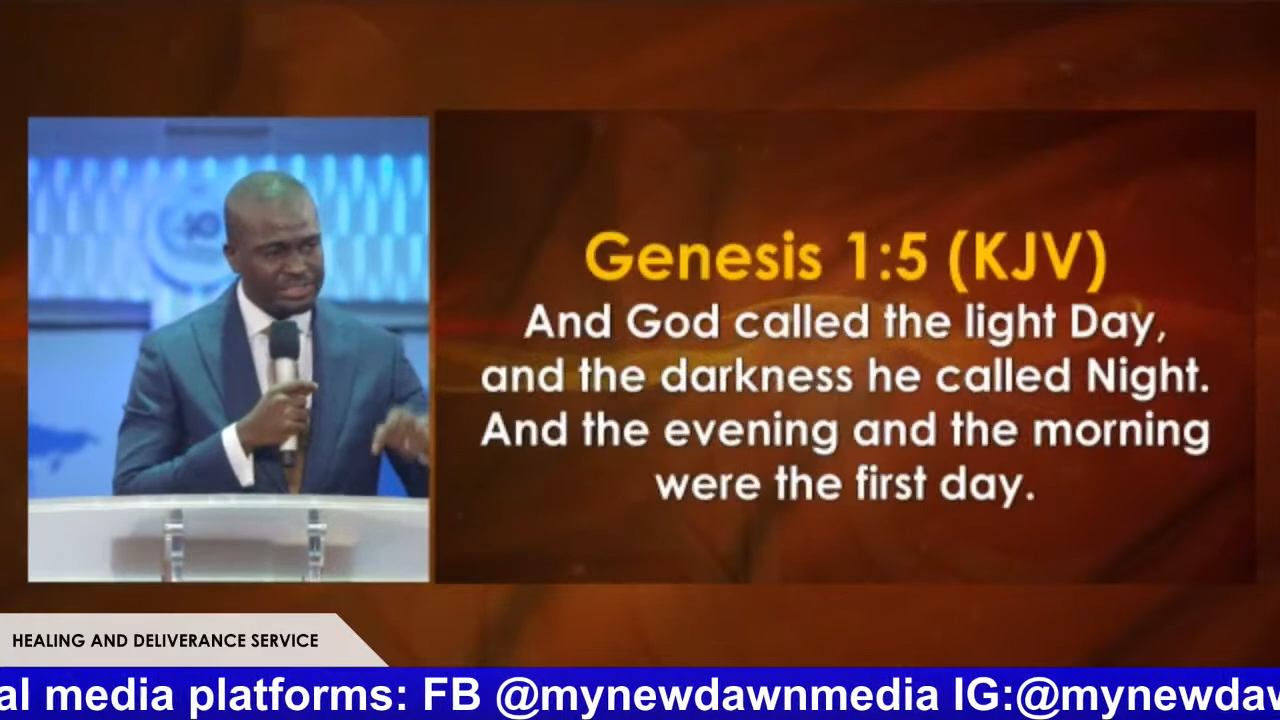 Genesis 1:5 (KJV)
And God called the light Day,
and the darkness he called Night.
And the evening and the morning
were the first day.
HEALING AND DELIVERANCE SERVICE
al media platforms: FB @mynewdawnmedia IG:@mynewdaw